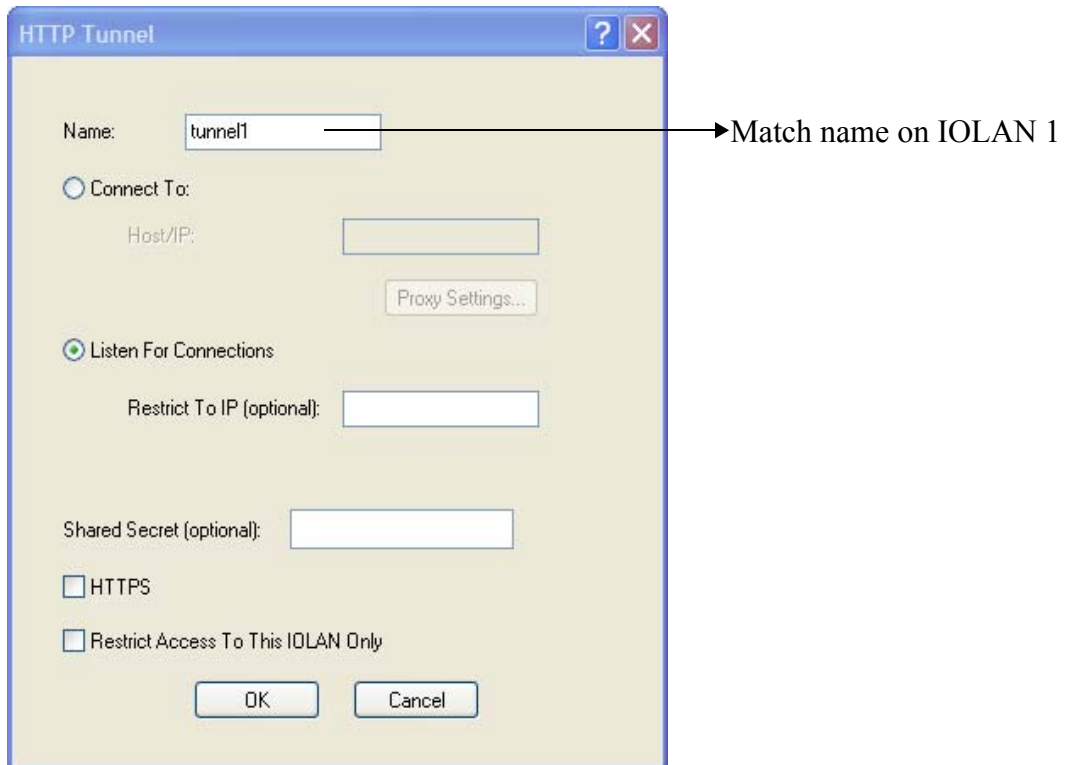 HTTP Tunnel
Name: tunnel1
Match name on IOLAN 1
Connect To:
Host/IP:
Proxy Settings...
Listen For Connections
Restrict To IP (optional):
Shared Secret (optional):
HTTPS
Restrict Access To This IOLAN Only
OK Cancel